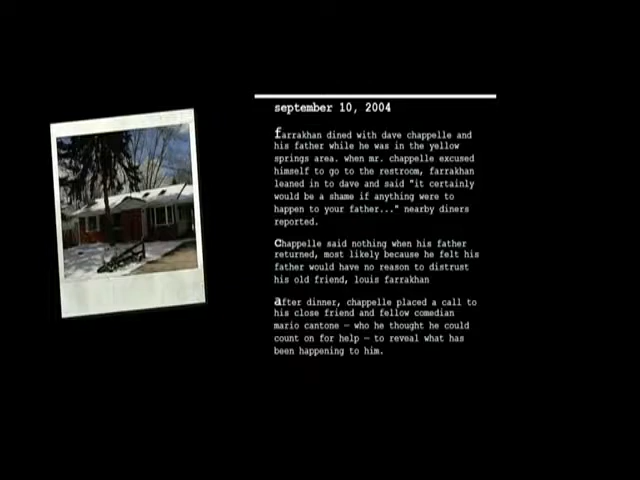 september 10, 2004
farrakhan dined with dave chappelle and
his father while he was in the yellow
springs area. when mr. chappelle excused
himself to go to the restroom, farrakhan
leaned in to dave and said "it certainly
would be a shame if anything were to
happen to your father..." nearby diners
reported.
chappelle said nothing when his father
returned, most likely because he felt his
father would have no reason to distrust
his old friend, louis farrakhan
after dinner, chappelle placed a call to
his close friend and fellow comedian
mario cantone — who he thought he could
count on for help — to reveal what has
been happening to him.